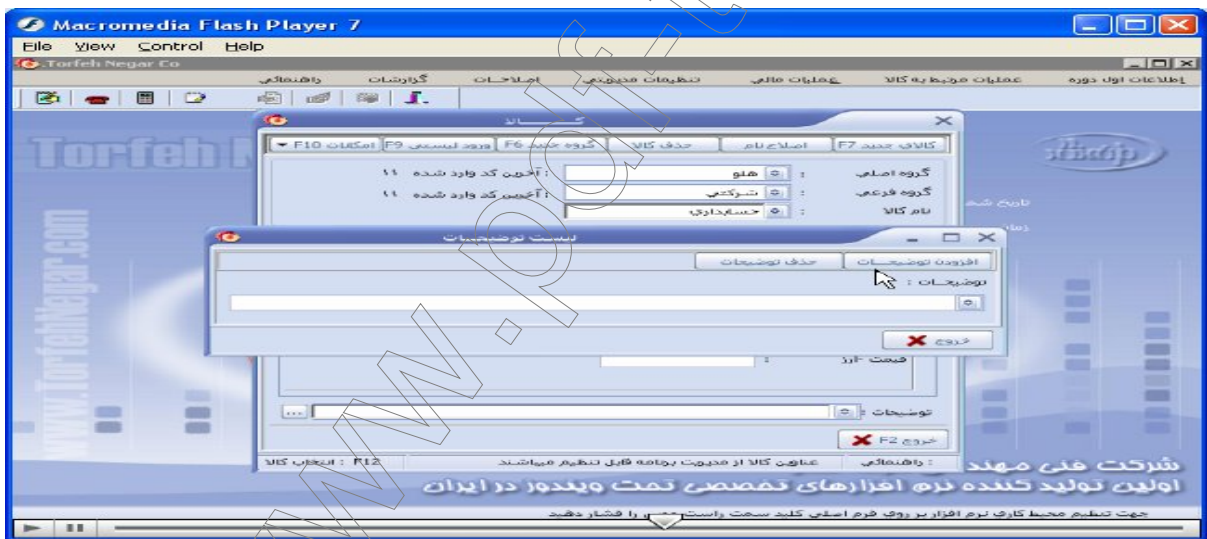 Macromedia Flash Player 7
File View Control Help
Torfeh Negar Co.
اطلاعات اول دوره عملیات مرتبط به کالا عملیات مالی تنظیمات مدیریتی اصلاحات گزارشات راهنمائی
کالا
کالای جدید F7 اصلاح نام حذف کالا گروه جدید F6 ورود لیستی F9 امکانات F10
گروه اصلی : هلو آخرین کد وارد شده : ۱۱
گروه فرعی : شرکتی آخرین کد وارد شده : ۱۱
نام کالا : حسابداری
لیست توضیحات
افزودن توضیحات حذف توضیحات
توضیحات :
خروج
قیمت ارز :
توضیحات :
خروج F2
راهنمائی : عناوین کالا از مدیریت برنامه قابل تنظیم میباشند F12 : انتخاب کالا
شرکت فنی
اولین تولید کننده نرم افزارهای تخصصی تحت ویندوز در ایران
جهت تنظیم محیط کاری نرم افزار بر روی فرم اصلی کلید سمت راست را فشار دهید
www.TorfehNegar.com